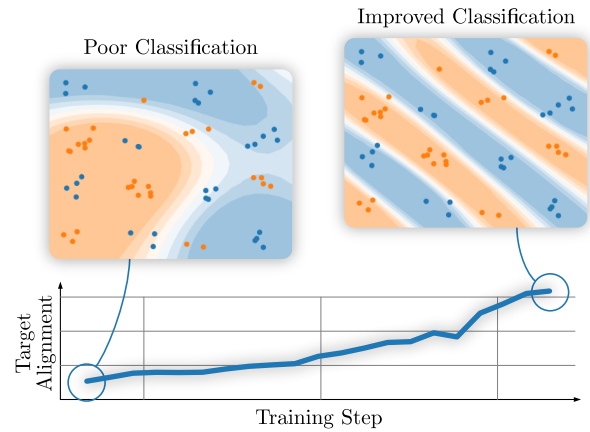 Improved Classification
Poor Classification
Target
Alignment
Training Step